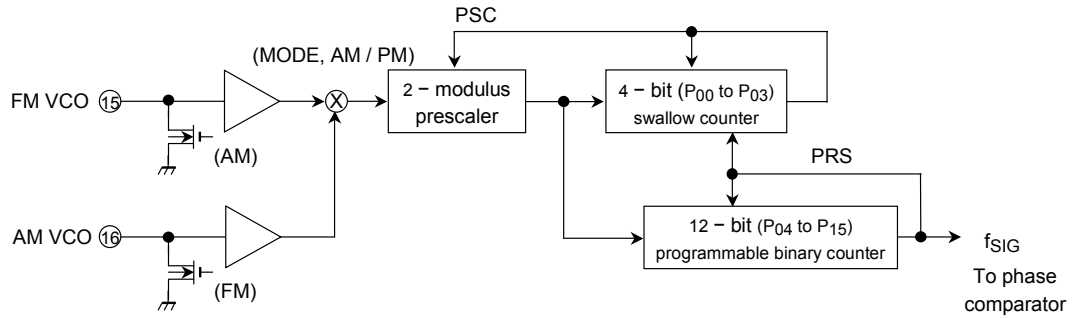 PSC
(MODE, AM / PM)
FM VCO 15
2 − modulus
prescaler
4 − bit (P00 to P03)
swallow counter
(AM)
PRS
AM VCO 16
X
12 − bit (P04 to P15)
programmable binary counter
fSIG
(FM)
To phase
comparator